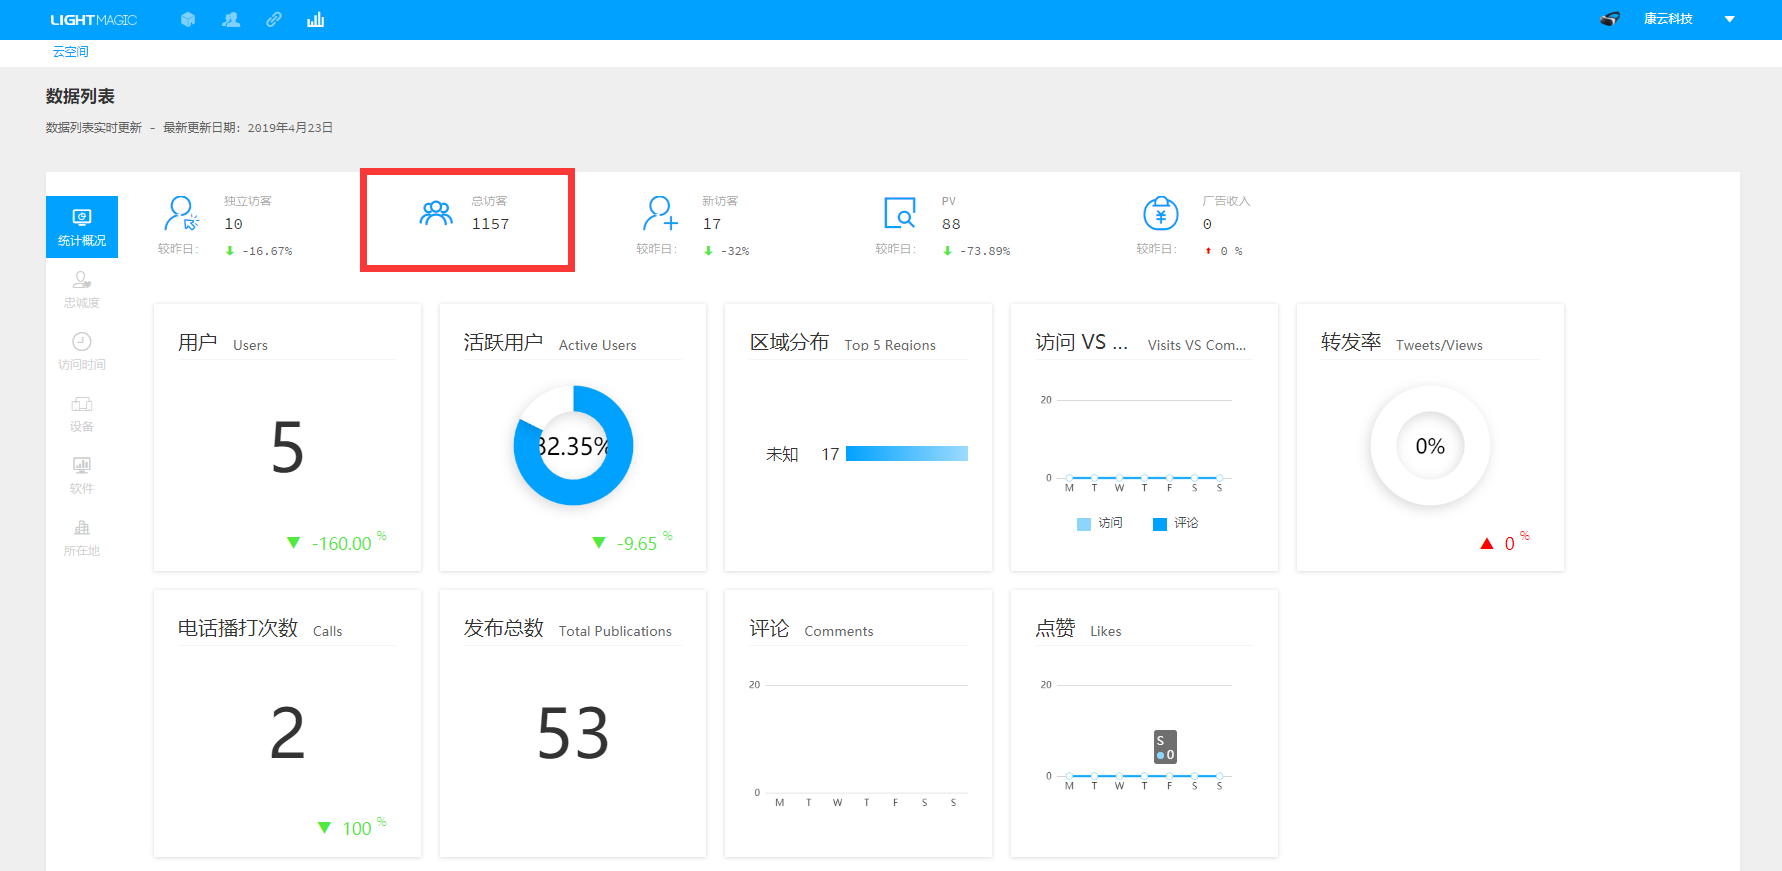 LIGHTMAGIC
康云科技
云空间
数据列表
数据列表实时更新 - 最新更新日期: 2019年4月23日
统计概况
忠诚度
访问时间
设备
软件
所在地
独立访客
10
较昨日: -16.67%
总访客
1157
新访客
17
较昨日: -32%
PV
88
较昨日: -73.89%
广告收入
0
较昨日: 0 %
用户 Users
5
-160.00 %
活跃用户 Active Users
82.35%
-9.65 %
区域分布 Top 5 Regions
未知 17
访问 VS ... Visits VS Com...
20
0
M T W T F S S
访问 评论
转发率 Tweets/Views
0%
0 %
电话播打次数 Calls
2
100 %
发布总数 Total Publications
53
评论 Comments
20
0
M T W T F S S
点赞 Likes
20
S
0
0
M T W T F S S